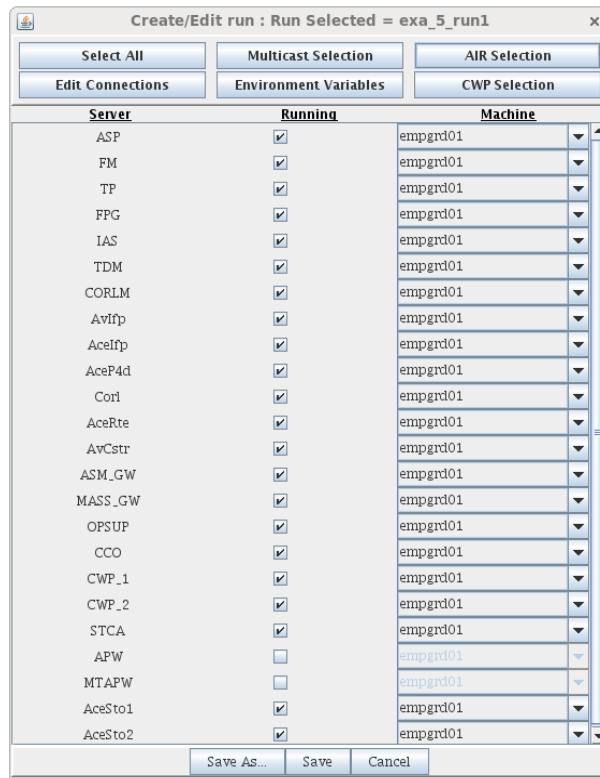 Create/Edit run : Run Selected = exa_5_run1
Select All Multicast Selection AIR Selection
Edit Connections Environment Variables CWP Selection
Server Running Machine
ASP empgrd01
FM empgrd01
TP empgrd01
FPG empgrd01
IAS empgrd01
TDM empgrd01
CORLM empgrd01
AvIfp empgrd01
AceIfp empgrd01
AceP4d empgrd01
Corl empgrd01
AceRte empgrd01
AvCstr empgrd01
ASM_GW empgrd01
MASS_GW empgrd01
OPSUP empgrd01
CCO empgrd01
CWP_1 empgrd01
CWP_2 empgrd01
STCA empgrd01
APW empgrd01
MTAPW empgrd01
AceSto1 empgrd01
AceSto2 empgrd01
Save As... Save Cancel